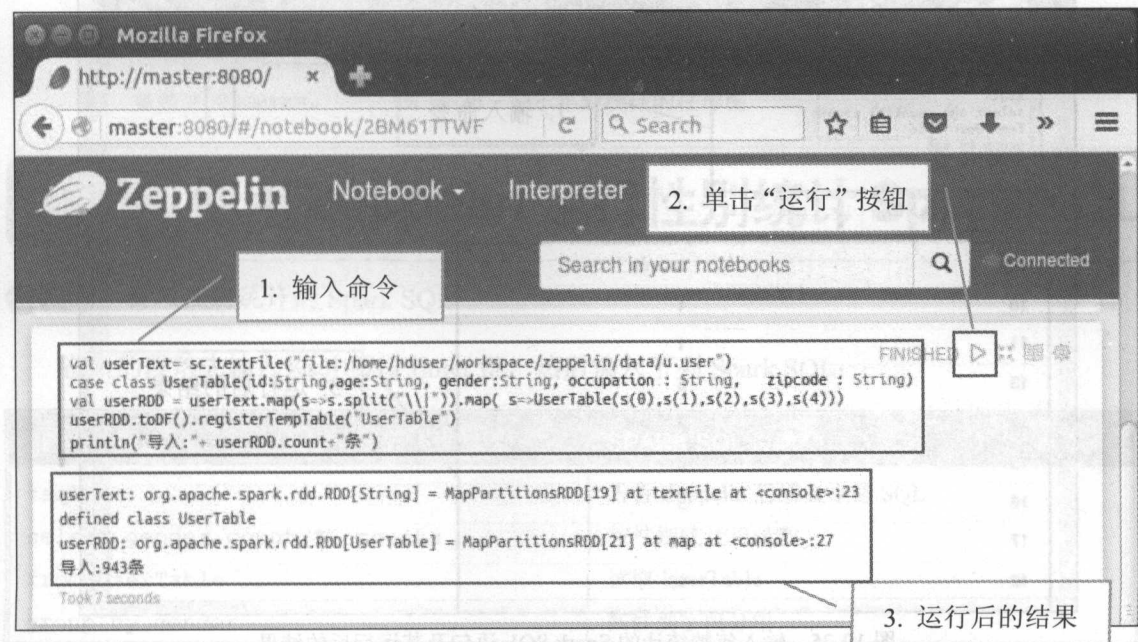 Mozilla Firefox
http://master:8080/ ×
master:8080/#/notebook/2BM61TTWF
Search
Zeppelin
Notebook
Interpreter
2. 单击“运行”按钮
Search in your notebooks
Connected
1. 输入命令
FINISHED
val userText= sc.textFile("file:/home/hduser/workspace/zeppelin/data/u.user")
case class UserTable(id:String,age:String, gender:String, occupation : String, zipcode : String)
val userRDD = userText.map(s=>s.split("\\|")).map( s=>UserTable(s(0),s(1),s(2),s(3),s(4)))
userRDD.toDF().registerTempTable("UserTable")
println("导入:"+ userRDD.count+"条")
userText: org.apache.spark.rdd.RDD[String] = MapPartitionsRDD[19] at textFile at <console>:23
defined class UserTable
userRDD: org.apache.spark.rdd.RDD[UserTable] = MapPartitionsRDD[21] at map at <console>:27
导入:943条
Took 7 seconds
3. 运行后的结果